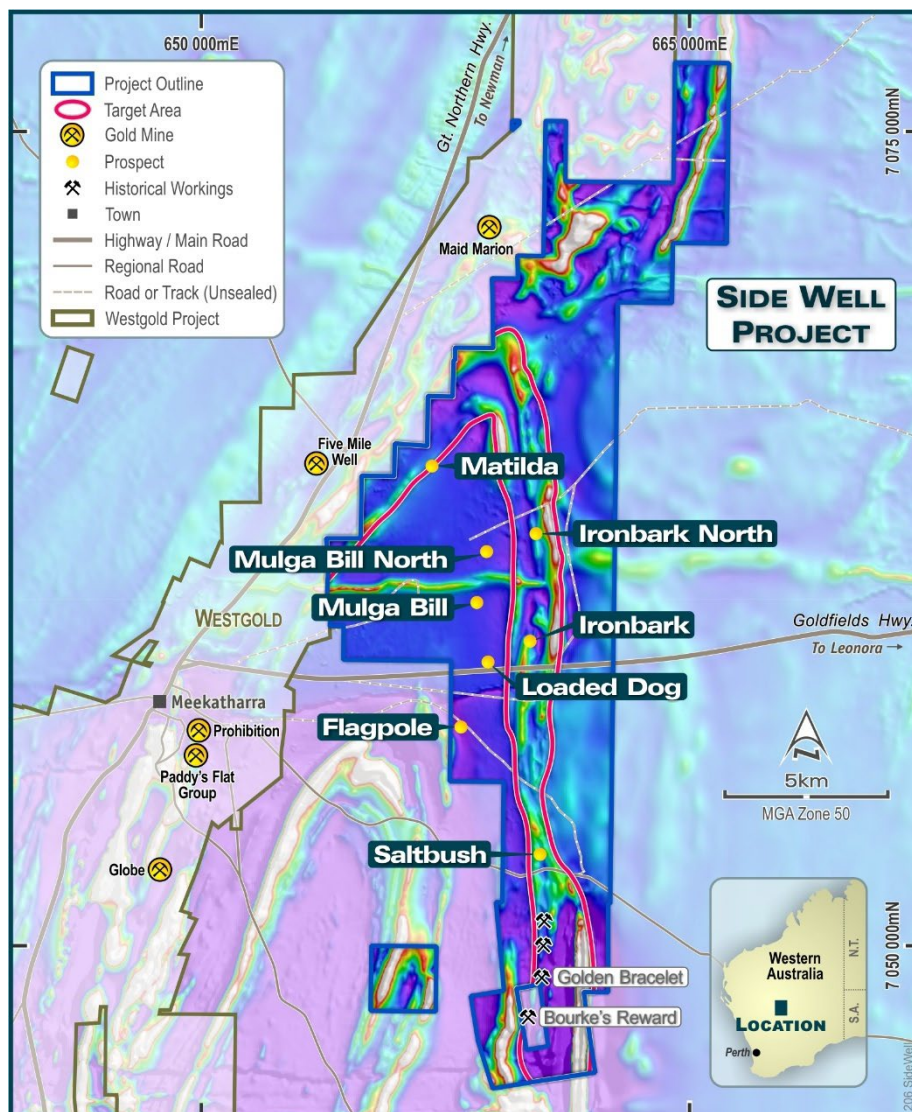 650 000mE
665 000mE
Project Outline
Target Area
Gold Mine
Prospect
Historical Workings
Town
Highway / Main Road
Regional Road
Road or Track (Unsealed)
Westgold Project
Gt. Northern Hwy.
To Newman →
7 075 000mN
Maid Marion
SIDE WELL
PROJECT
Five Mile
Well
Matilda
Ironbark North
Mulga Bill North
Mulga Bill
WESTGOLD
Ironbark
Goldfields Hwy.
To Leonora →
Loaded Dog
Meekatharra
Flagpole
Prohibition
Paddy's Flat
Group
N
5km
MGA Zone 50
Saltbush
Globe
Golden Bracelet
Bourke's Reward
7 050 000mN
Western
Australia
N.T.
S.A.
LOCATION
Perth
206 SideWell